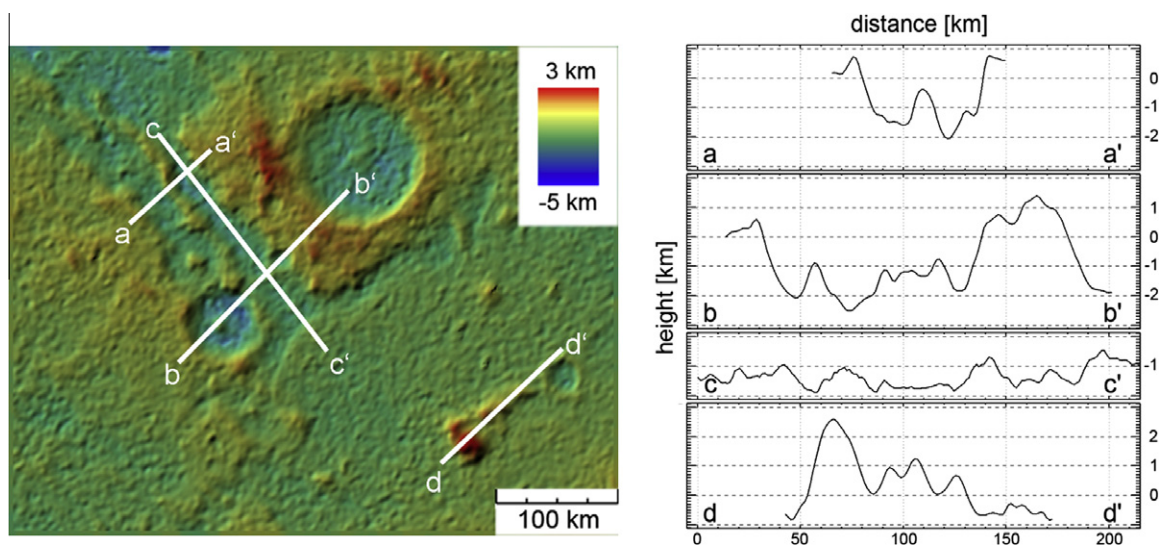 3 km
-5 km
c
a‘
a
b‘
b
c‘
d‘
d
100 km
distance [km]
height [km]
0
-1
-2
a a'
1
0
-1
-2
b b'
-1
c c'
2
1
0
d d'
0 50 100 150 200